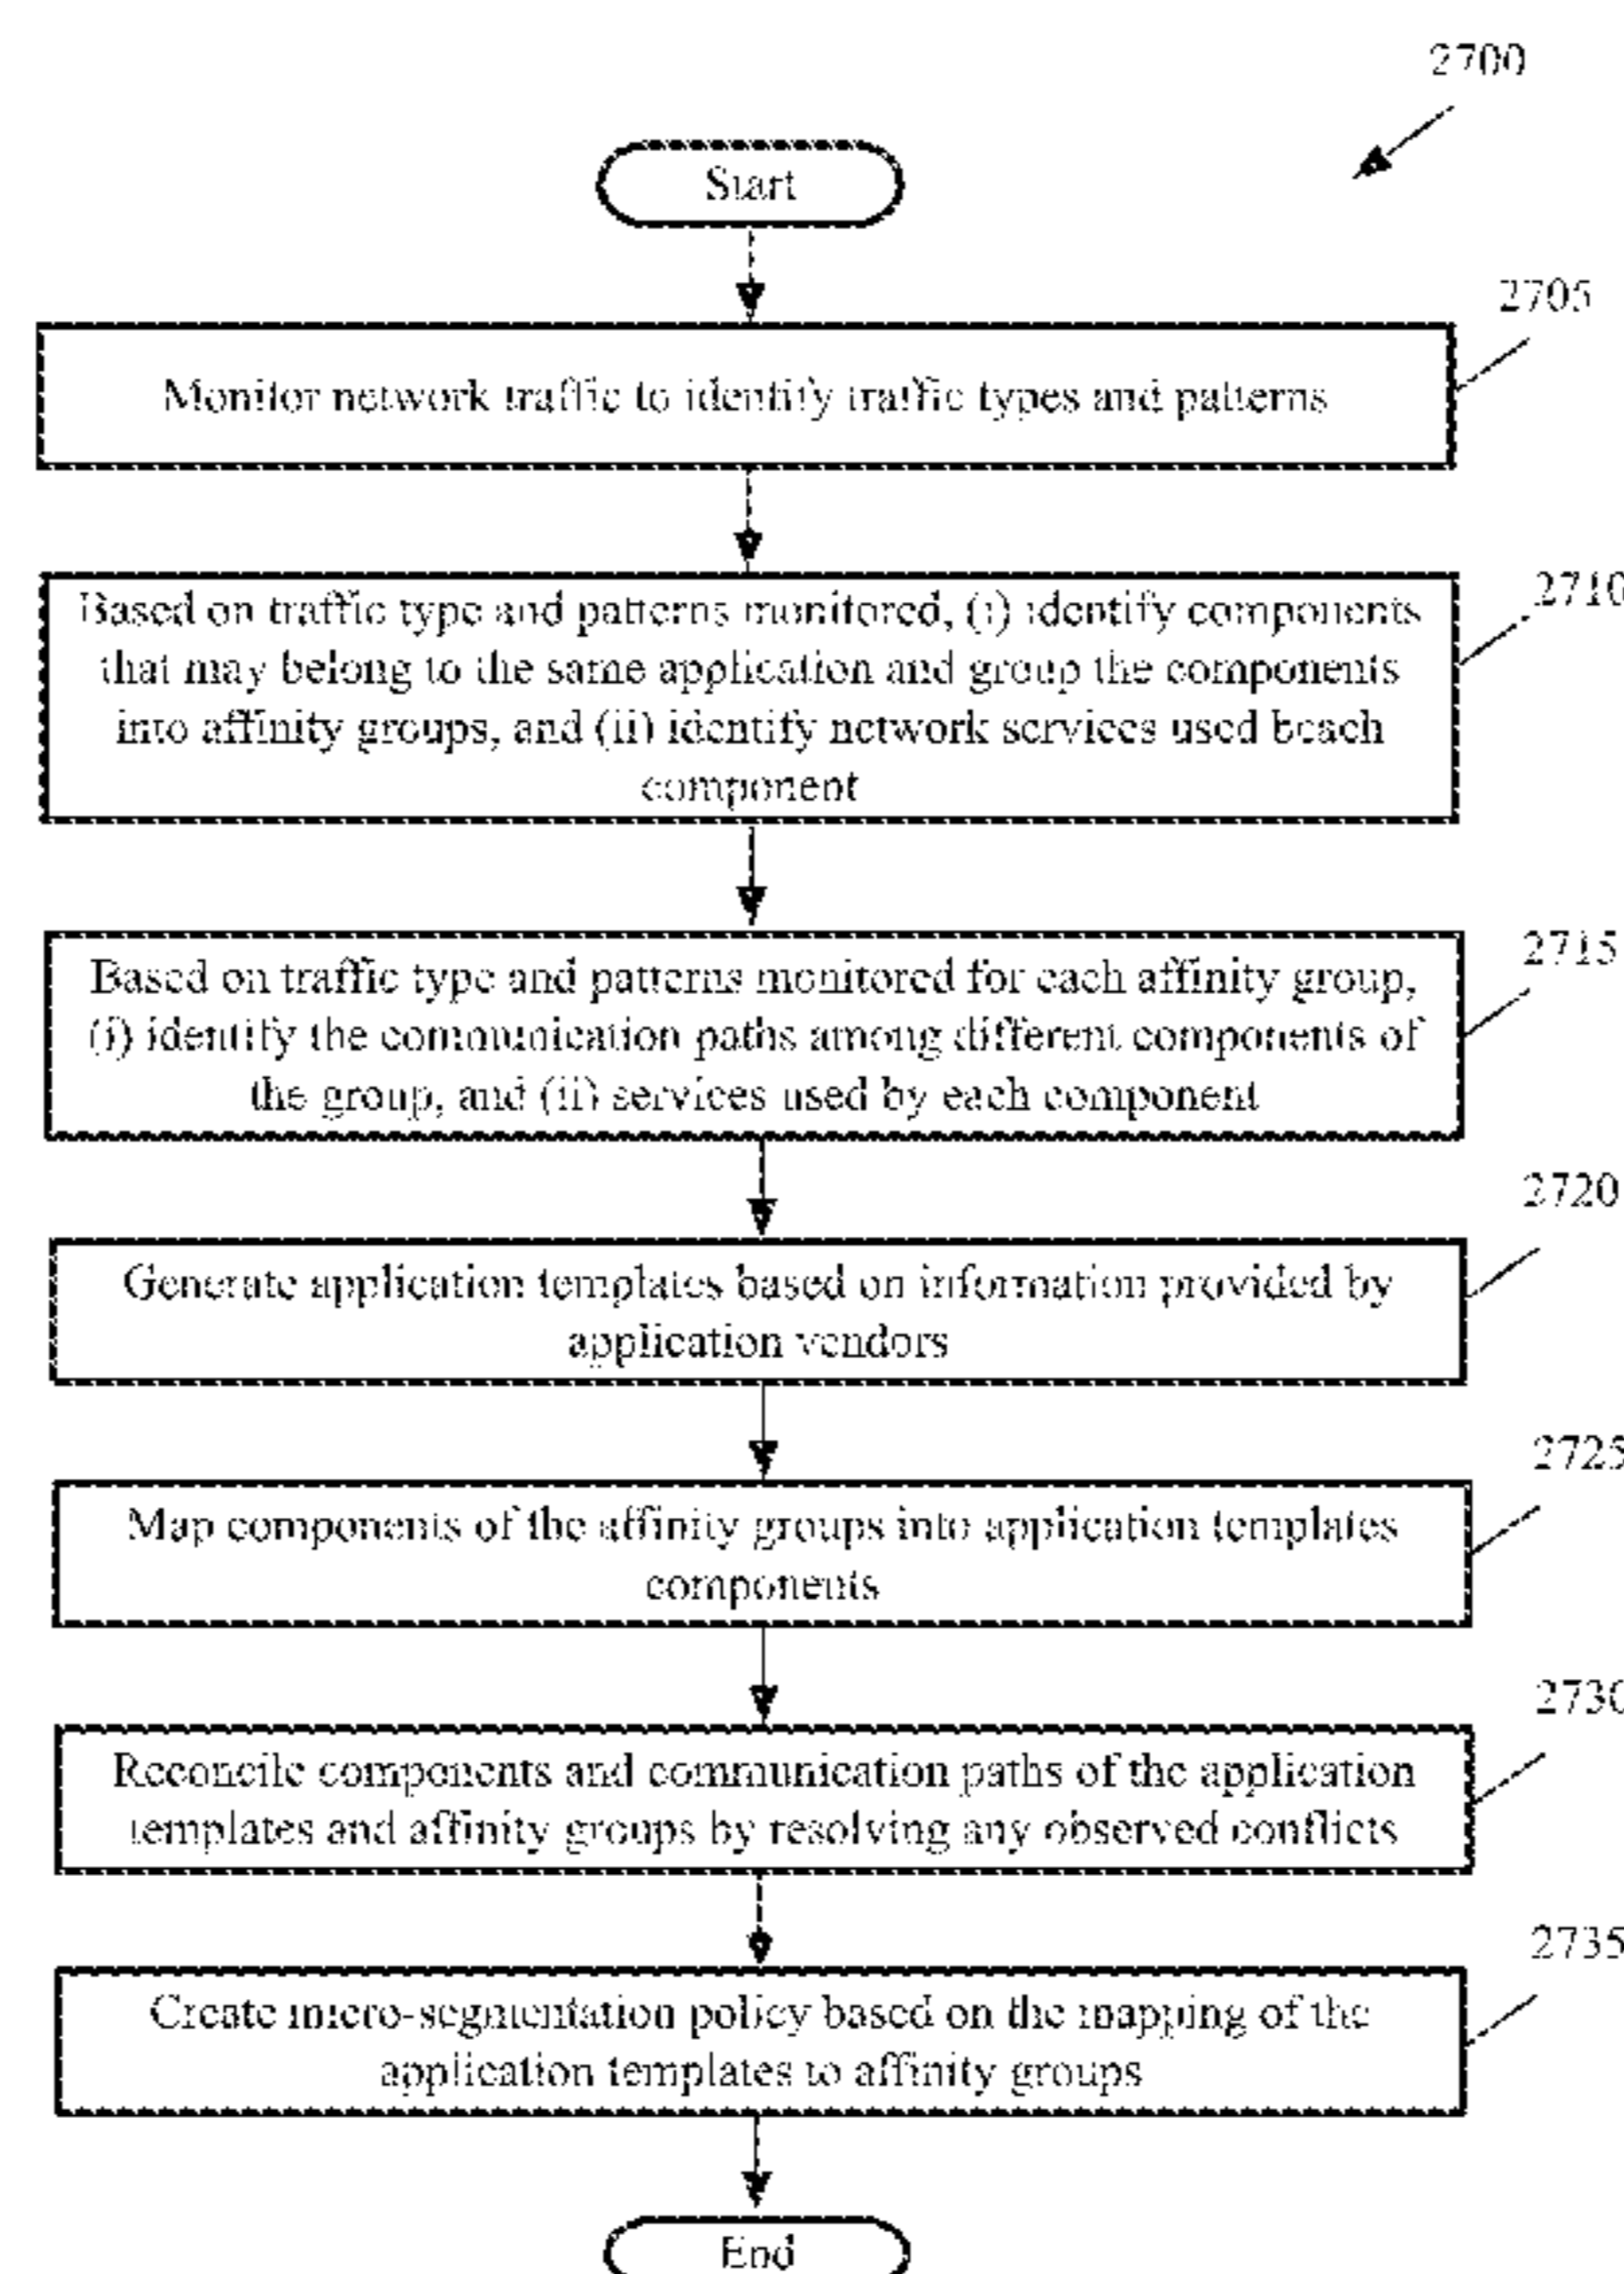 2700
Start
2705
Monitor network traffic to identify traffic types and patterns
2710
Based on traffic type and patterns monitored, (i) identify components
that may belong to the same application and group the components
into affinity groups, and (ii) identify network services used beach
component
2715
Based on traffic type and patterns monitored for each affinity group,
(i) identify the communication paths among different components of
the group, and (ii) services used by each component
2720
Generate application templates based on information provided by
application vendors
2725
Map components of the affinity groups into application templates
components
2730
Reconcile components and communication paths of the application
templates and affinity groups by resolving any observed conflicts
2735
Create micro-segmentation policy based on the mapping of the
application templates to affinity groups
End